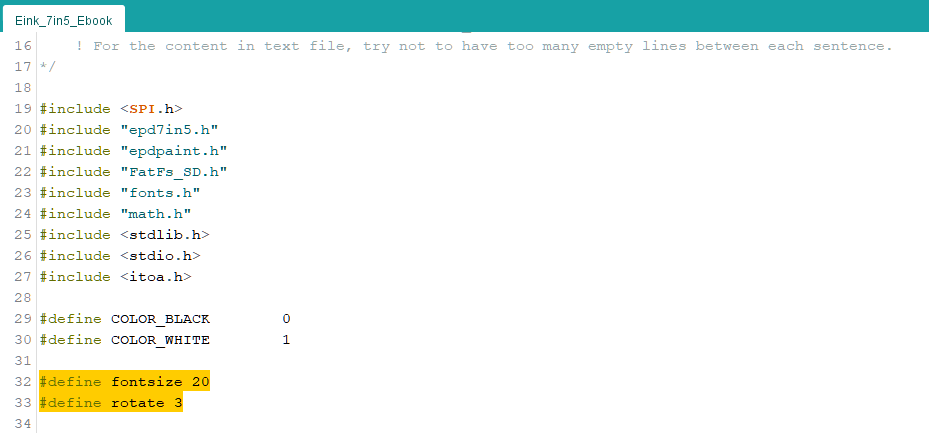 Eink_7in5_Ebook
16 ! For the content in text file, try not to have too many empty lines between each sentence.
17 */
18
19 #include <SPI.h>
20 #include "epd7in5.h"
21 #include "epdpaint.h"
22 #include "FatFs_SD.h"
23 #include "fonts.h"
24 #include "math.h"
25 #include <stdlib.h>
26 #include <stdio.h>
27 #include <itoa.h>
28
29 #define COLOR_BLACK        0
30 #define COLOR_WHITE        1
31
32 #define fontsize 20
33 #define rotate 3
34